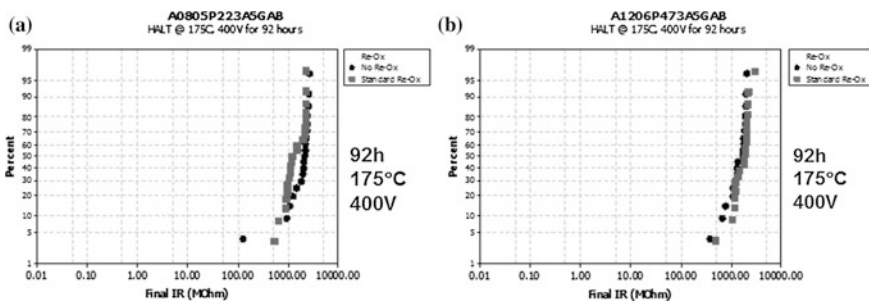 (a)
A0805P223A5GAB
HALT @ 175C, 400V for 92 hours
Percent
99
95
90
80
70
60
50
40
30
20
10
5
1
0.01
0.10
1.00
10.00
100.00
1000.00
10000.00
Final IR (MOhm)
Re-Ox
No Re-Ox
Standard Re-Ox
92h
175°C
400V
(b)
A1206P473A5GAB
HALT @ 175C, 400V for 92 hours
Percent
99
95
90
80
70
60
50
40
30
20
10
5
1
0.01
0.10
1.00
10.00
100.00
1000.00
10000.00
Final IR (MOhm)
Re-Ox
No Re-Ox
Standard Re-Ox
92h
175°C
400V